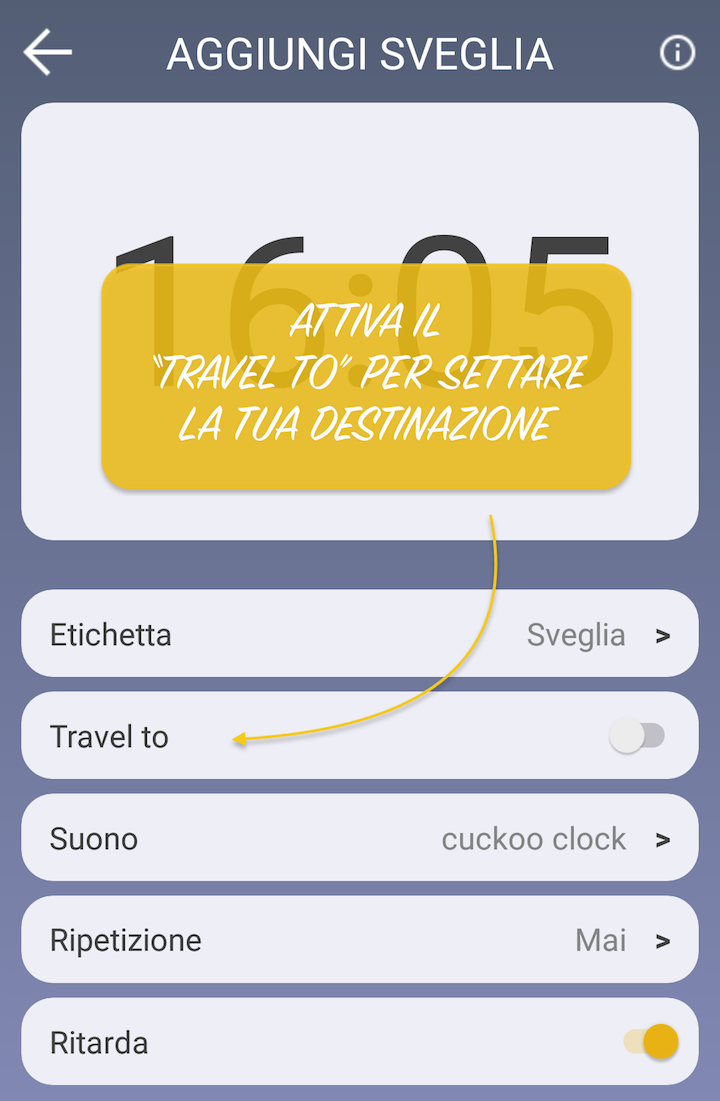 AGGIUNGI SVEGLIA
16:05
ATTIVA IL
"TRAVEL TO" PER SETTARE
LA TUA DESTINAZIONE
Etichetta Sveglia >
Travel to
Suono cuckoo clock >
Ripetizione Mai >
Ritarda